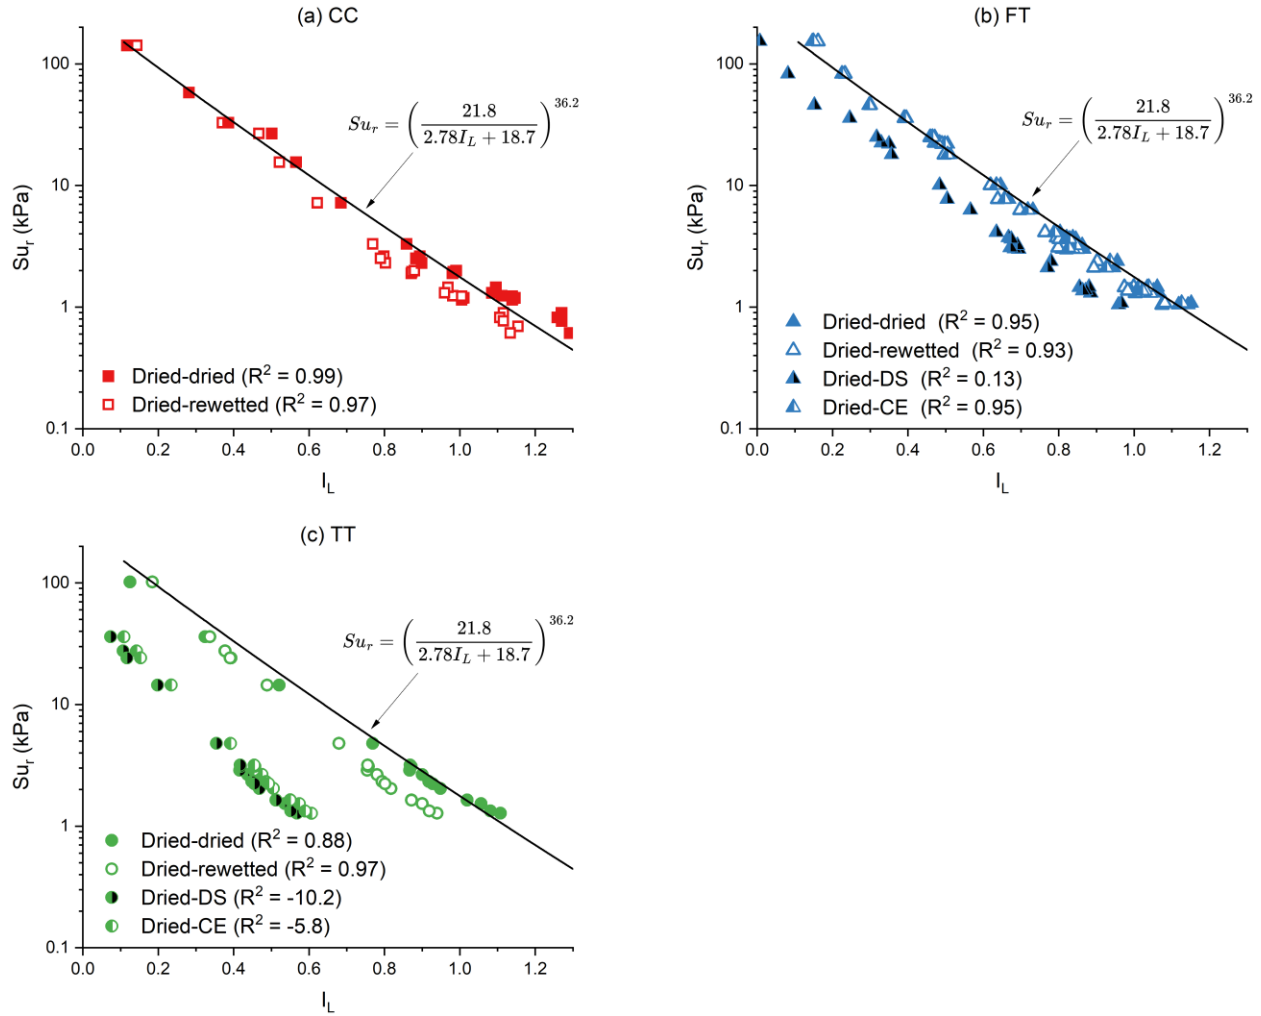 (a) CC
100
10
1
0.1
Su_r (kPa)
Su_r = (21.8 / (2.78I_L + 18.7))^36.2
Dried-dried (R² = 0.99)
Dried-rewetted (R² = 0.97)
0.0 0.2 0.4 0.6 0.8 1.0 1.2
I_L
(b) FT
100
10
1
0.1
Su_r (kPa)
Su_r = (21.8 / (2.78I_L + 18.7))^36.2
Dried-dried (R² = 0.95)
Dried-rewetted (R² = 0.93)
Dried-DS (R² = 0.13)
Dried-CE (R² = 0.95)
0.0 0.2 0.4 0.6 0.8 1.0 1.2
I_L
(c) TT
100
10
1
0.1
Su_r (kPa)
Su_r = (21.8 / (2.78I_L + 18.7))^36.2
Dried-dried (R² = 0.88)
Dried-rewetted (R² = 0.97)
Dried-DS (R² = -10.2)
Dried-CE (R² = -5.8)
0.0 0.2 0.4 0.6 0.8 1.0 1.2
I_L